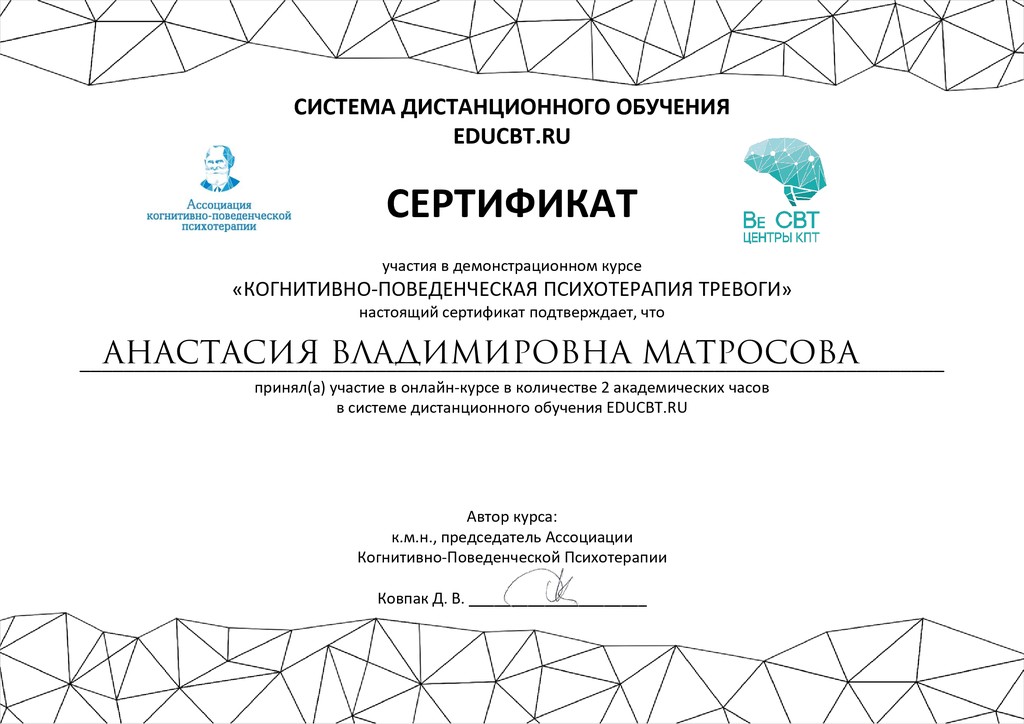 СИСТЕМА ДИСТАНЦИОННОГО ОБУЧЕНИЯ
EDUCBT.RU
Ассоциация
когнитивно-поведенческой
психотерапии
СЕРТИФИКАТ
BE CBT
ЦЕНТРЫ КПТ
участия в демонстрационном курсе
«КОГНИТИВНО-ПОВЕДЕНЧЕСКАЯ ПСИХОТЕРАПИЯ ТРЕВОГИ»
настоящий сертификат подтверждает, что
АНАСТАСИЯ ВЛАДИМИРОВНА МАТРОСОВА
принял(а) участие в онлайн-курсе в количестве 2 академических часов
в системе дистанционного обучения EDUCBT.RU
Автор курса:
к.м.н., председатель Ассоциации
Когнитивно-Поведенческой Психотерапии
Ковпак Д. В.